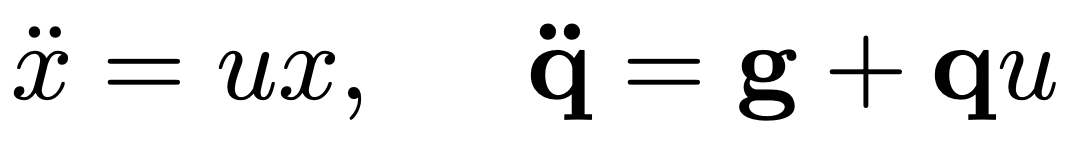 ẍ = ux, q̈ = g + qu